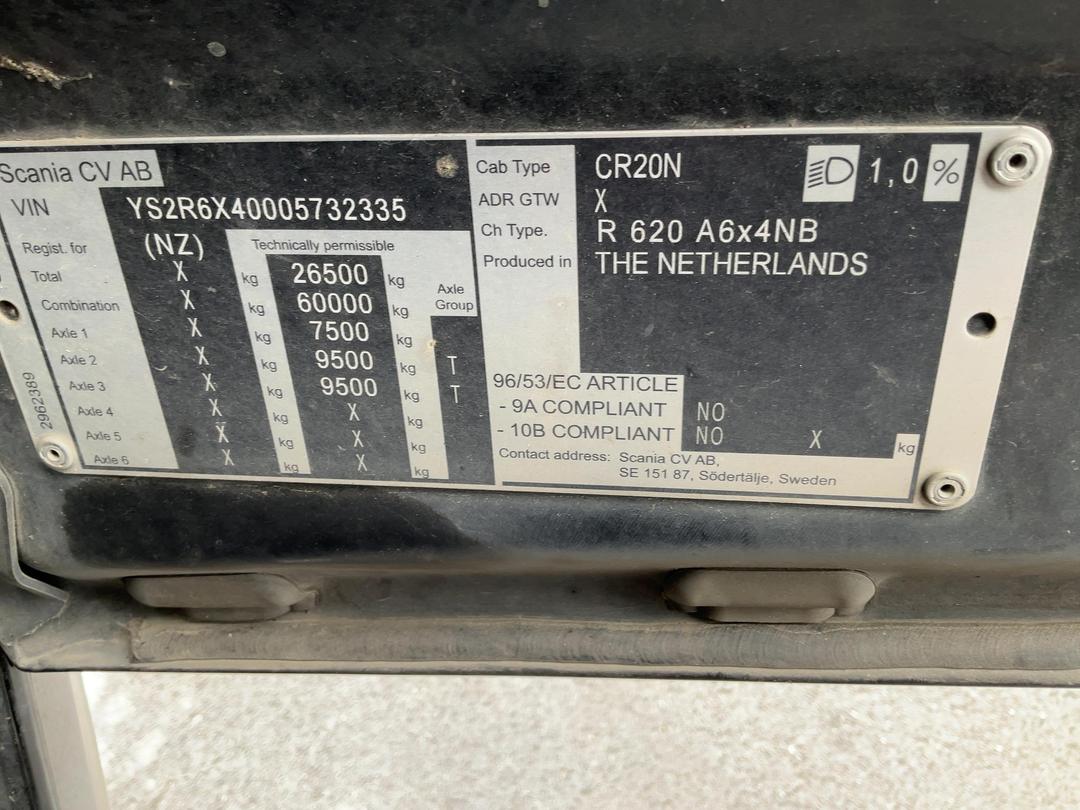 Scania CV AB
VIN YS2R6X40005732335
Regist. for (NZ) Technically permissible
Total X kg 26500 kg
Combination X kg 60000 kg Axle Group
Axle 1 X kg 7500 kg
Axle 2 X kg 9500 kg T
Axle 3 X kg 9500 kg T
Axle 4 X kg X kg
Axle 5 X kg X kg
Axle 6 X kg X kg
2962389
Cab Type CR20N 1,0 %
ADR GTW X
Ch Type. R 620 A6x4NB
Produced in THE NETHERLANDS
96/53/EC ARTICLE
- 9A COMPLIANT NO
- 10B COMPLIANT NO X kg
Contact address: Scania CV AB,
SE 151 87, Södertälje, Sweden